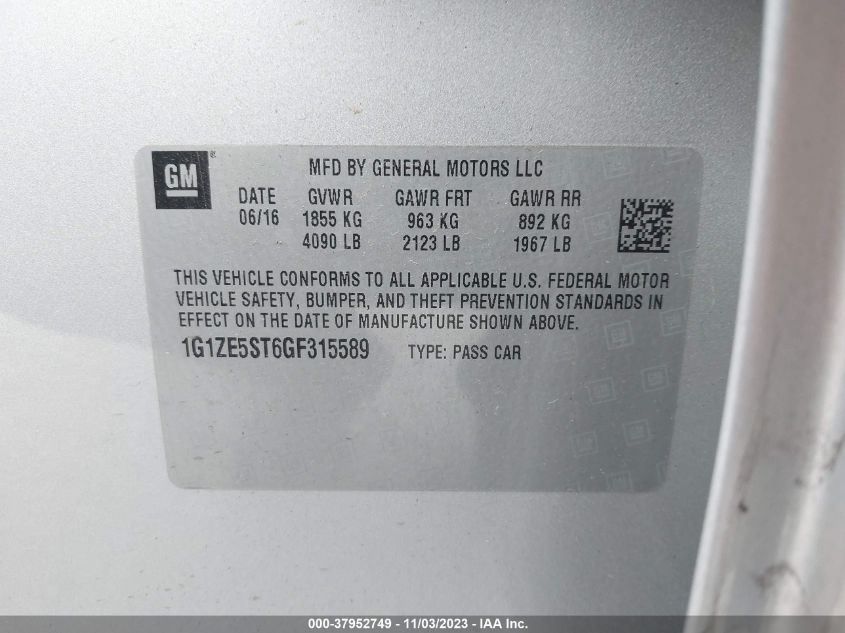 GM ®
MFD BY GENERAL MOTORS LLC
DATE GVWR GAWR FRT GAWR RR
06/16 1855 KG 963 KG 892 KG
4090 LB 2123 LB 1967 LB
THIS VEHICLE CONFORMS TO ALL APPLICABLE U.S. FEDERAL MOTOR
VEHICLE SAFETY, BUMPER, AND THEFT PREVENTION STANDARDS IN
EFFECT ON THE DATE OF MANUFACTURE SHOWN ABOVE.
1G1ZE5ST6GF315589 TYPE: PASS CAR
000-37952749 - 11/03/2023 - IAA Inc.